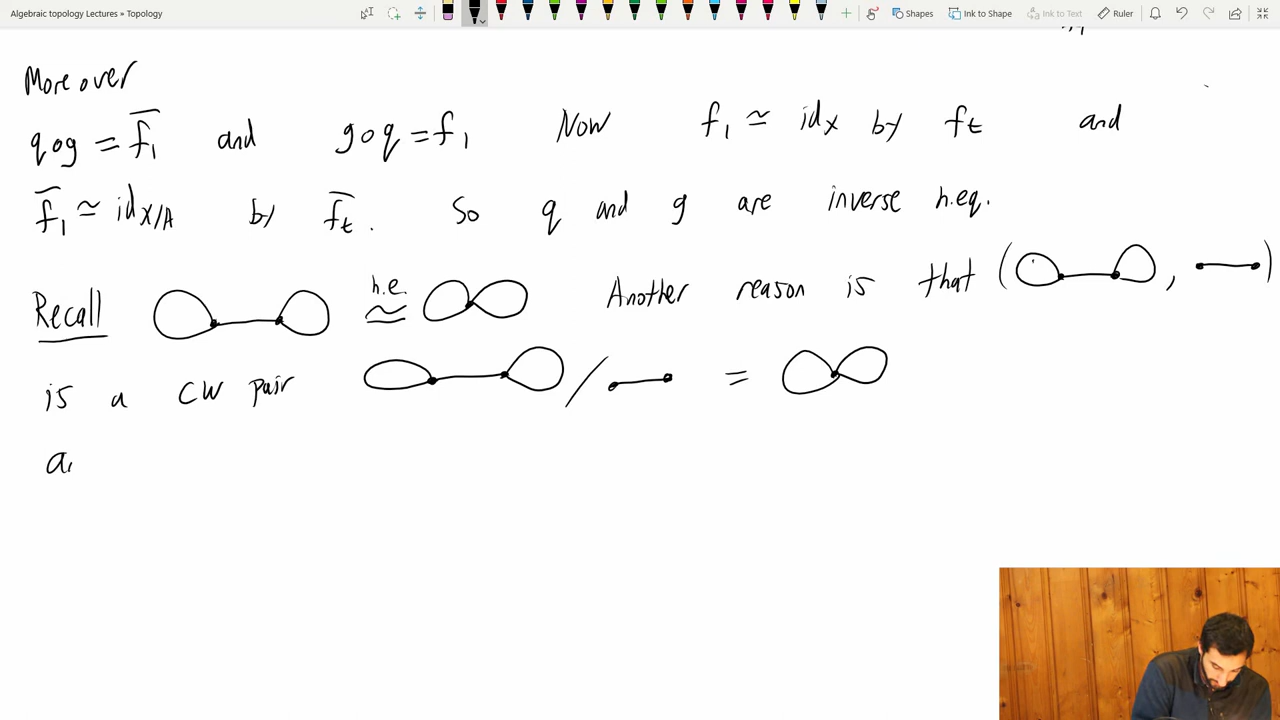 Algebraic topology Lectures » Topology
Shapes Ink to Shape Ink to Text Ruler
Moreover
q∘g = f̅₁ and g∘q = f₁ Now f₁ ≃ id_X by f_t and
f̅₁ ≃ id_{X/A} by f̅_t. So q and g are inverse h.eq.
Recall h.e. ≃ Another reason is that ( , )
is a CW pair / =
a